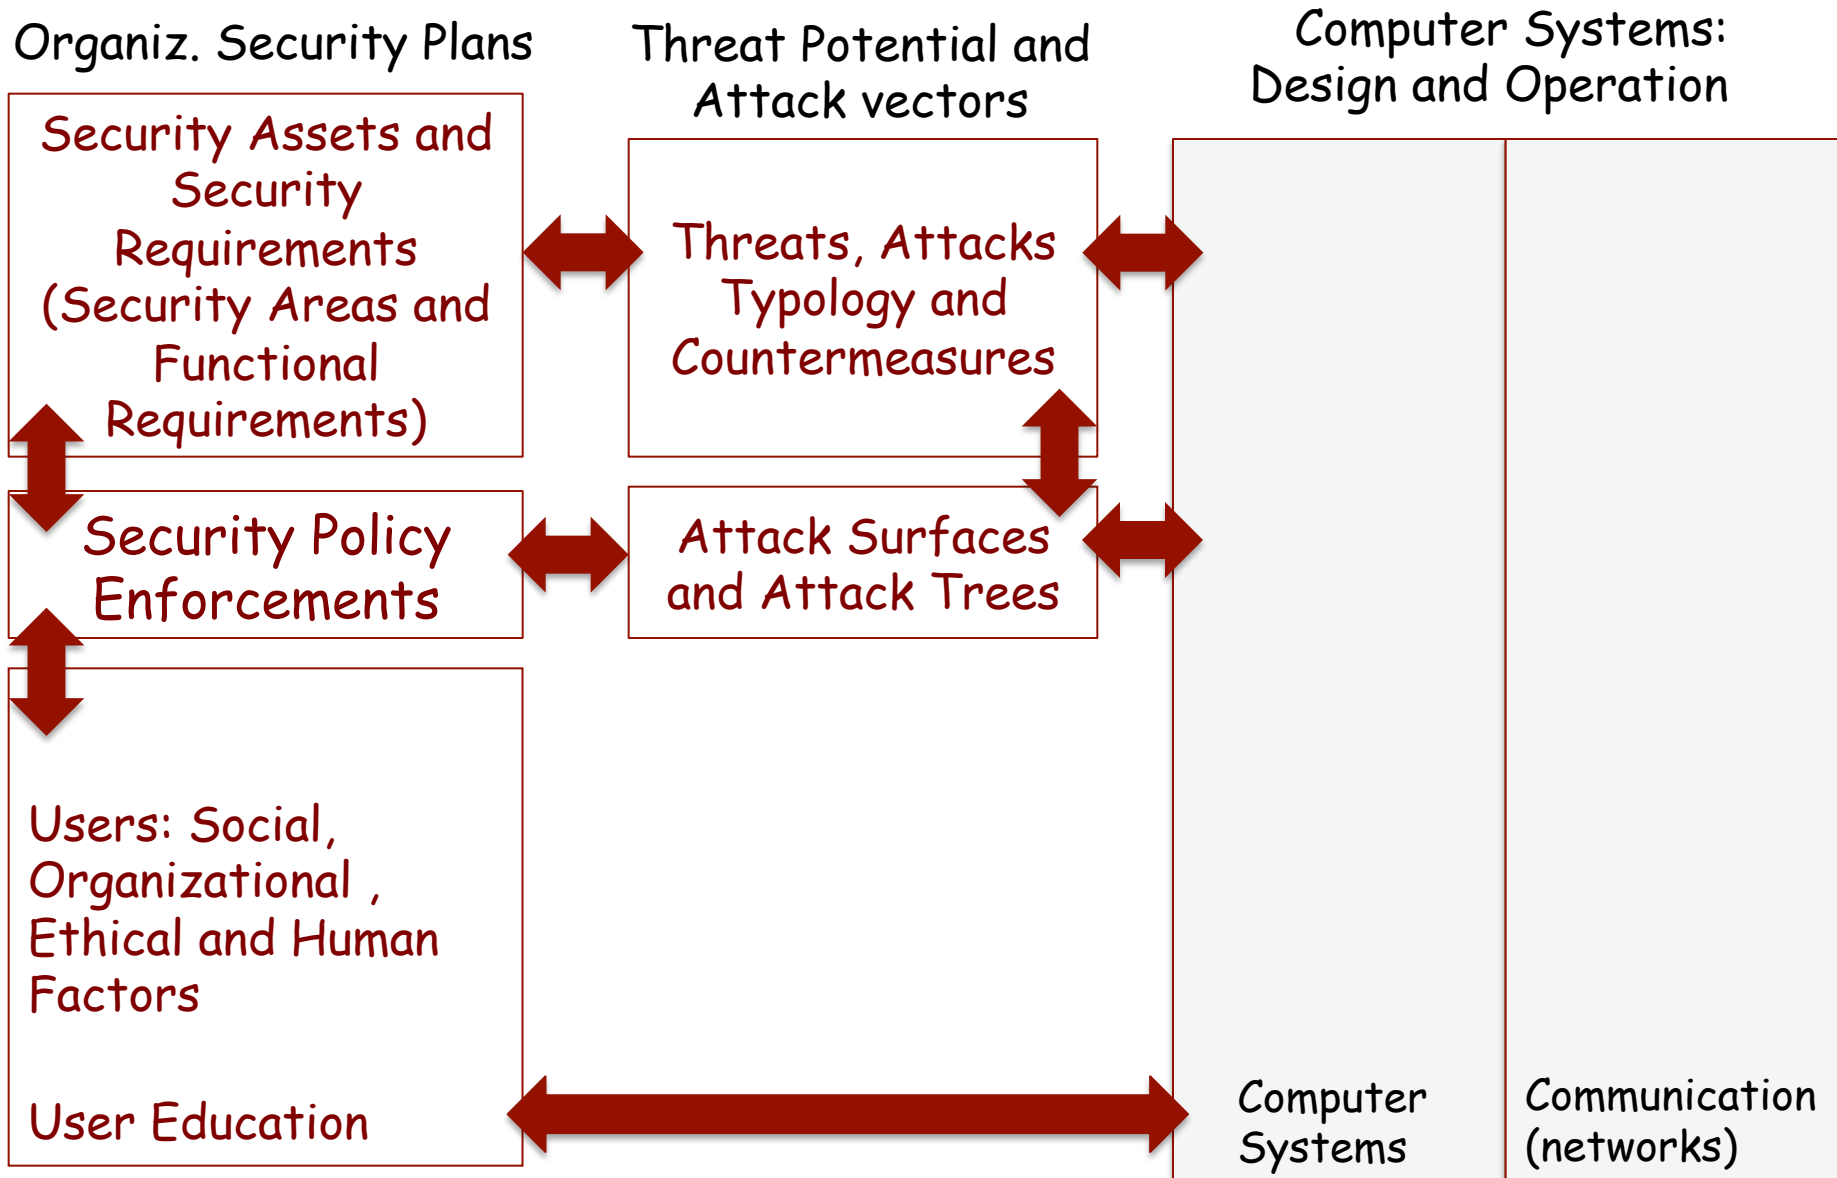 Organiz. Security Plans
Security Assets and
Security
Requirements
(Security Areas and
Functional
Requirements)
Security Policy
Enforcements
Users: Social,
Organizational ,
Ethical and Human
Factors
User Education
Threat Potential and
Attack vectors
Threats, Attacks
Typology and
Countermeasures
Attack Surfaces
and Attack Trees
Computer Systems:
Design and Operation
Computer
Systems
Communication
(networks)